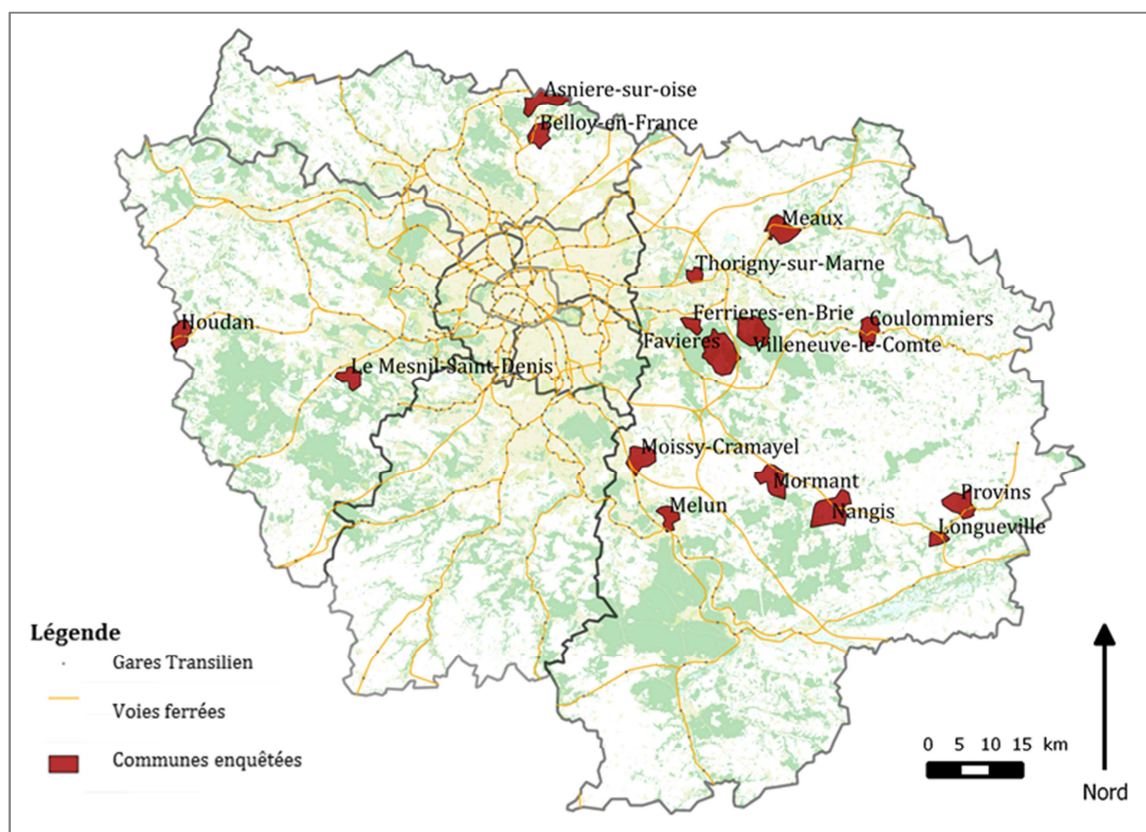 Asniere-sur-oise
Belloy-en-France
Meaux
Thorigny-sur-Marne
Ferrieres-en-Brie
Coulommiers
Houdan
Favieres
Villeneuve-le-Comte
Le Mesnil-Saint-Denis
Moissy-Cramayel
Mormant
Provins
Melun
Nangis
Longueville
Légende
Gares Transilien
Voies ferrées
Communes enquêtées
0 5 10 15 km
Nord